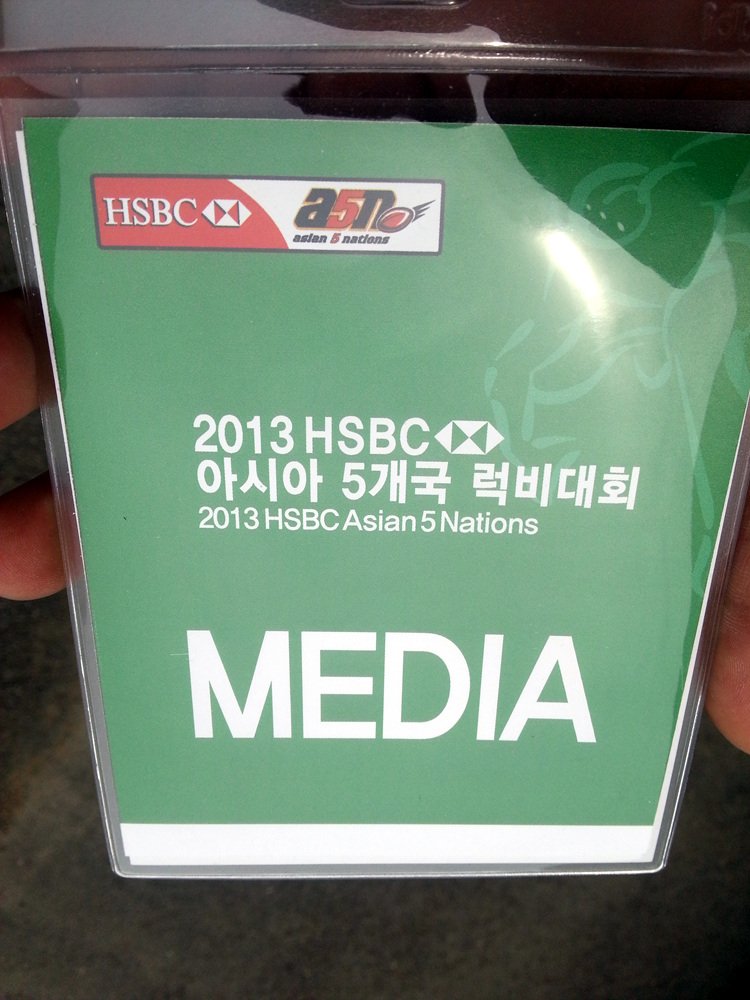 HSBC a5n
asian 5 nations
2013 HSBC
아시아 5개국 럭비대회
2013 HSBC Asian 5 Nations
MEDIA